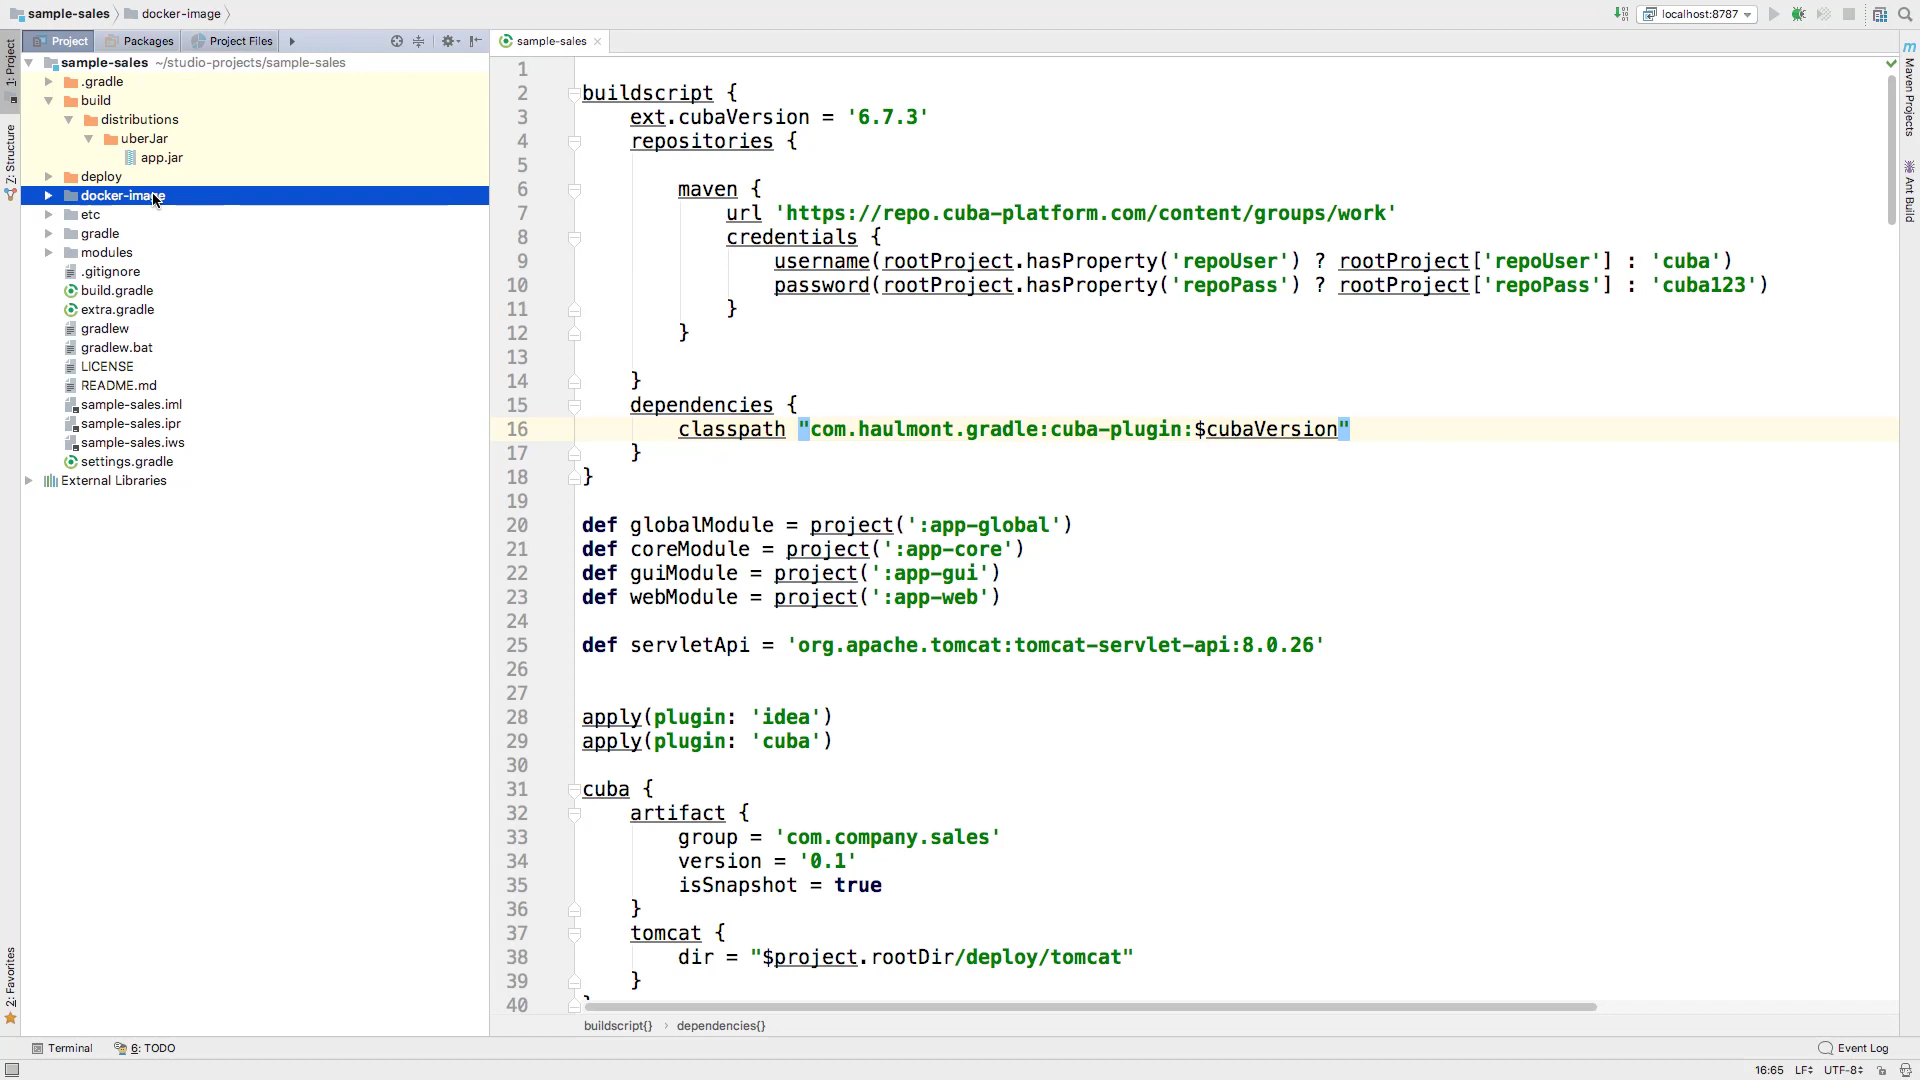 sample-sales docker-image localhost:8787
1: Project
Project Packages Project Files
sample-sales ~/studio-projects/sample-sales
.gradle
build
distributions
uberJar
app.jar
deploy
docker-image
etc
gradle
modules
.gitignore
build.gradle
extra.gradle
gradlew
gradlew.bat
LICENSE
README.md
sample-sales.iml
sample-sales.ipr
sample-sales.iws
settings.gradle
External Libraries
Z: Structure
2: Favorites
sample-sales
1
2 buildscript {
3 ext.cubaVersion = '6.7.3'
4 repositories {
5
6 maven {
7 url 'https://repo.cuba-platform.com/content/groups/work'
8 credentials {
9 username(rootProject.hasProperty('repoUser') ? rootProject['repoUser'] : 'cuba')
10 password(rootProject.hasProperty('repoPass') ? rootProject['repoPass'] : 'cuba123')
11 }
12 }
13
14 }
15 dependencies {
16 classpath "com.haulmont.gradle:cuba-plugin:$cubaVersion"
17 }
18 }
19
20 def globalModule = project(':app-global')
21 def coreModule = project(':app-core')
22 def guiModule = project(':app-gui')
23 def webModule = project(':app-web')
24
25 def servletApi = 'org.apache.tomcat:tomcat-servlet-api:8.0.26'
26
27
28 apply(plugin: 'idea')
29 apply(plugin: 'cuba')
30
31 cuba {
32 artifact {
33 group = 'com.company.sales'
34 version = '0.1'
35 isSnapshot = true
36 }
37 tomcat {
38 dir = "$project.rootDir/deploy/tomcat"
39 }
40 }
buildscript{} › dependencies{}
m Maven Projects
Ant Build
Terminal 6: TODO Event Log
16:65 LF UTF-8